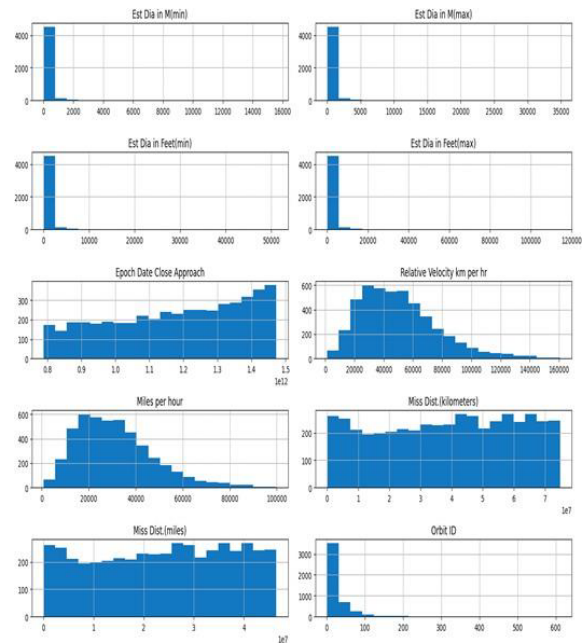 Est Dia in M(min)
Est Dia in M(max)
4000
2000
0
0 2000 4000 6000 8000 10000 12000 14000 16000
4000
2000
0
0 5000 10000 15000 20000 25000 30000 35000
Est Dia in Feet(min)
Est Dia in Feet(max)
4000
2000
0
0 10000 20000 30000 40000 50000
4000
2000
0
0 20000 40000 60000 80000 100000 120000
Epoch Date Close Approach
Relative Velocity km per hr
300
200
100
0
0.8 0.9 1.0 1.1 1.2 1.3 1.4 1.5
1e12
600
400
200
0
0 20000 40000 60000 80000 100000 120000 140000 160000
Miles per hour
Miss Dist.(kilometers)
600
400
200
0
0 20000 40000 60000 80000 100000
200
100
0
0 1 2 3 4 5 6 7
1e7
Miss Dist.(miles)
Orbit ID
200
100
0
0 1 2 3 4
1e7
3000
2000
1000
0
0 100 200 300 400 500 600